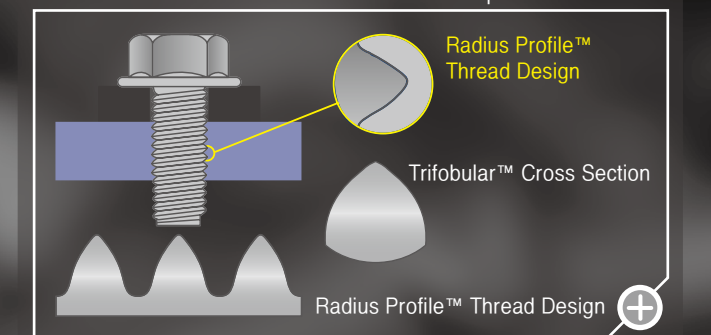 Radius Profile™
Thread Design
Trifobular™ Cross Section
Radius Profile™ Thread Design